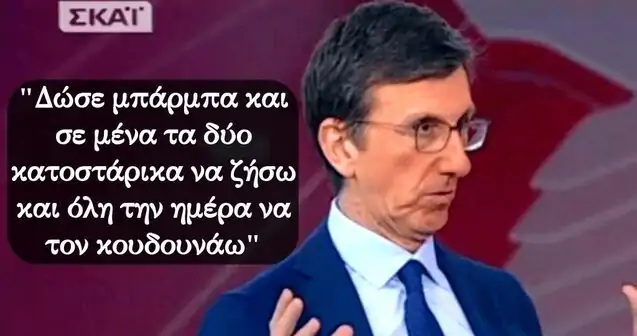 ΣΚΑΪ
"Δώσε μπάρμπα και
σε μένα τα δύο
κατοστάρικα να ζήσω
και όλη την ημέρα να
τον κουδουνάω"